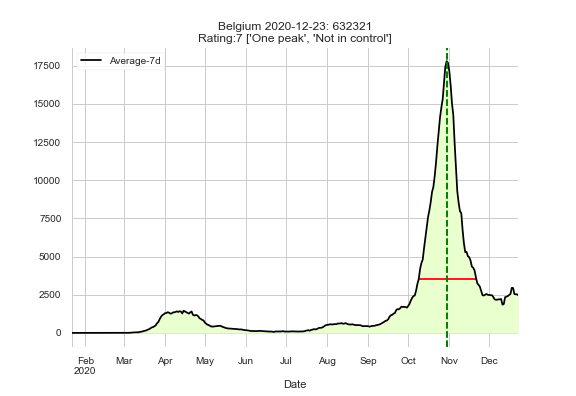 Belgium 2020-12-23: 632321
Rating:7 ['One peak', 'Not in control']
Average-7d
17500
15000
12500
10000
7500
5000
2500
0
Feb Mar Apr May Jun Jul Aug Sep Oct Nov Dec
2020
Date